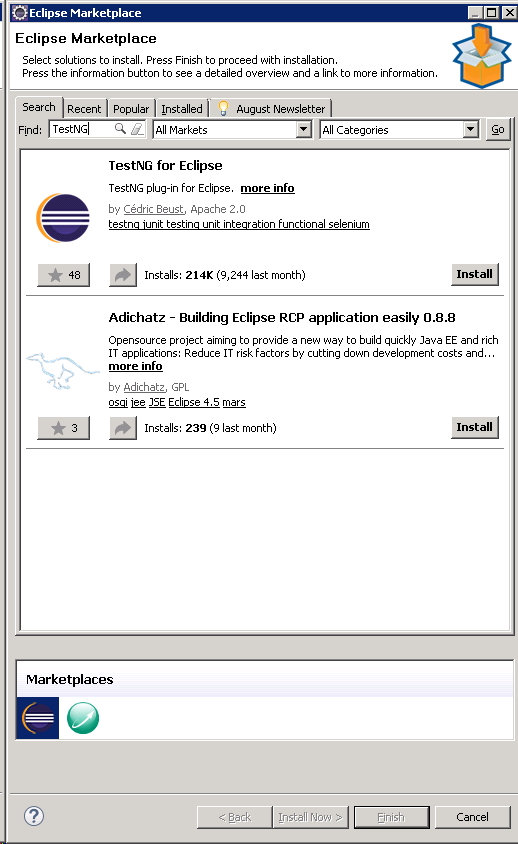 Eclipse Marketplace
Eclipse Marketplace
Select solutions to install. Press Finish to proceed with installation.
Press the information button to see a detailed overview and a link to more information.
Search Recent Popular Installed August Newsletter
Find: TestNG All Markets All Categories Go
TestNG for Eclipse
TestNG plug-in for Eclipse. more info
by Cédric Beust, Apache 2.0
testng junit testing unit integration functional selenium
48 Installs: 214K (9,244 last month) Install
Adichatz - Building Eclipse RCP application easily 0.8.8
Opensource project aiming to provide a new way to build quickly Java EE and rich
IT applications: Reduce IT risk factors by cutting down development costs and...
more info
by Adichatz, GPL
osgi jee JSE Eclipse 4.5 mars
3 Installs: 239 (9 last month) Install
Marketplaces
? < Back Install Now > Finish Cancel